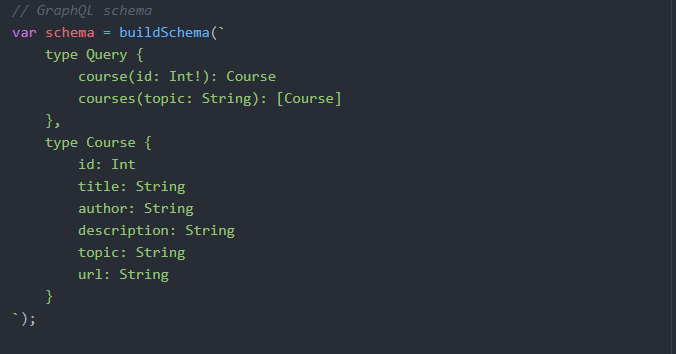 // GraphQL schema
var schema = buildSchema(`
    type Query {
        course(id: Int!): Course
        courses(topic: String): [Course]
    },
    type Course {
        id: Int
        title: String
        author: String
        description: String
        topic: String
        url: String
    }
`);